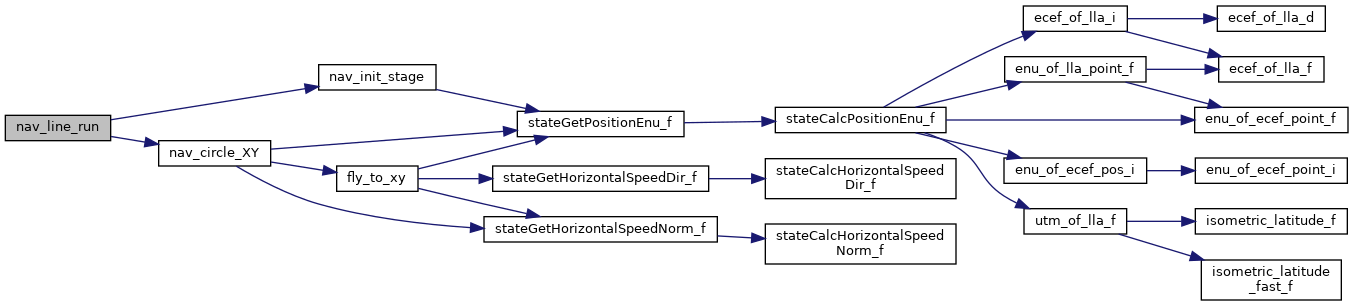 nav_line_run
nav_init_stage
nav_circle_XY
fly_to_xy
stateGetPositionEnu_f
stateGetHorizontalSpeedDir_f
stateGetHorizontalSpeedNorm_f
stateCalcPositionEnu_f
stateCalcHorizontalSpeed
Dir_f
stateCalcHorizontalSpeed
Norm_f
ecef_of_lla_i
enu_of_lla_point_f
enu_of_ecef_pos_i
utm_of_lla_f
ecef_of_lla_d
ecef_of_lla_f
enu_of_ecef_point_f
enu_of_ecef_point_i
isometric_latitude_f
isometric_latitude
_fast_f